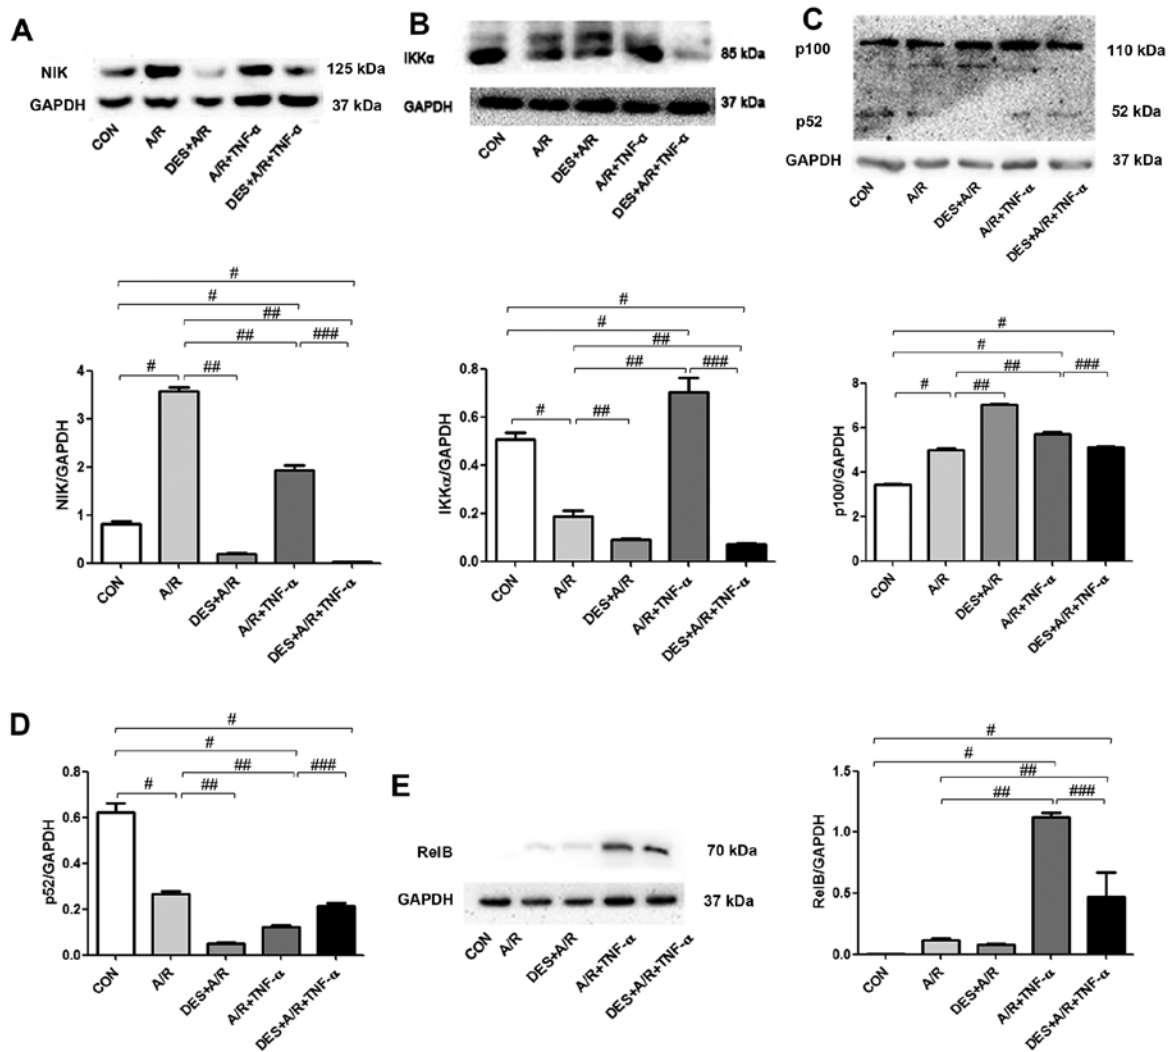 A
NIK
125 kDa
GAPDH
37 kDa
CON
A/R
DES+A/R
A/R+TNF-α
DES+A/R+TNF-α
B
IKKα
85 kDa
GAPDH
37 kDa
CON
A/R
DES+A/R
A/R+TNF-α
DES+A/R+TNF-α
C
p100
110 kDa
p52
52 kDa
GAPDH
37 kDa
CON
A/R
DES+A/R
A/R+TNF-α
DES+A/R+TNF-α
#
#
##
##
###
#
##
NIK/GAPDH
4
3
2
1
0
CON
A/R
DES+A/R
A/R+TNF-α
DES+A/R+TNF-α
#
#
##
##
###
#
##
IKKα/GAPDH
0.8
0.6
0.4
0.2
0.0
CON
A/R
DES+A/R
A/R+TNF-α
DES+A/R+TNF-α
#
#
##
###
#
##
p100/GAPDH
8
6
4
2
0
CON
A/R
DES+A/R
A/R+TNF-α
DES+A/R+TNF-α
D
#
#
##
###
#
##
p52/GAPDH
0.8
0.6
0.4
0.2
0.0
CON
A/R
DES+A/R
A/R+TNF-α
DES+A/R+TNF-α
E
RelB
70 kDa
GAPDH
37 kDa
CON
A/R
DES+A/R
A/R+TNF-α
DES+A/R+TNF-α
#
#
##
##
###
RelB/GAPDH
1.5
1.0
0.5
0.0
CON
A/R
DES+A/R
A/R+TNF-α
DES+A/R+TNF-α